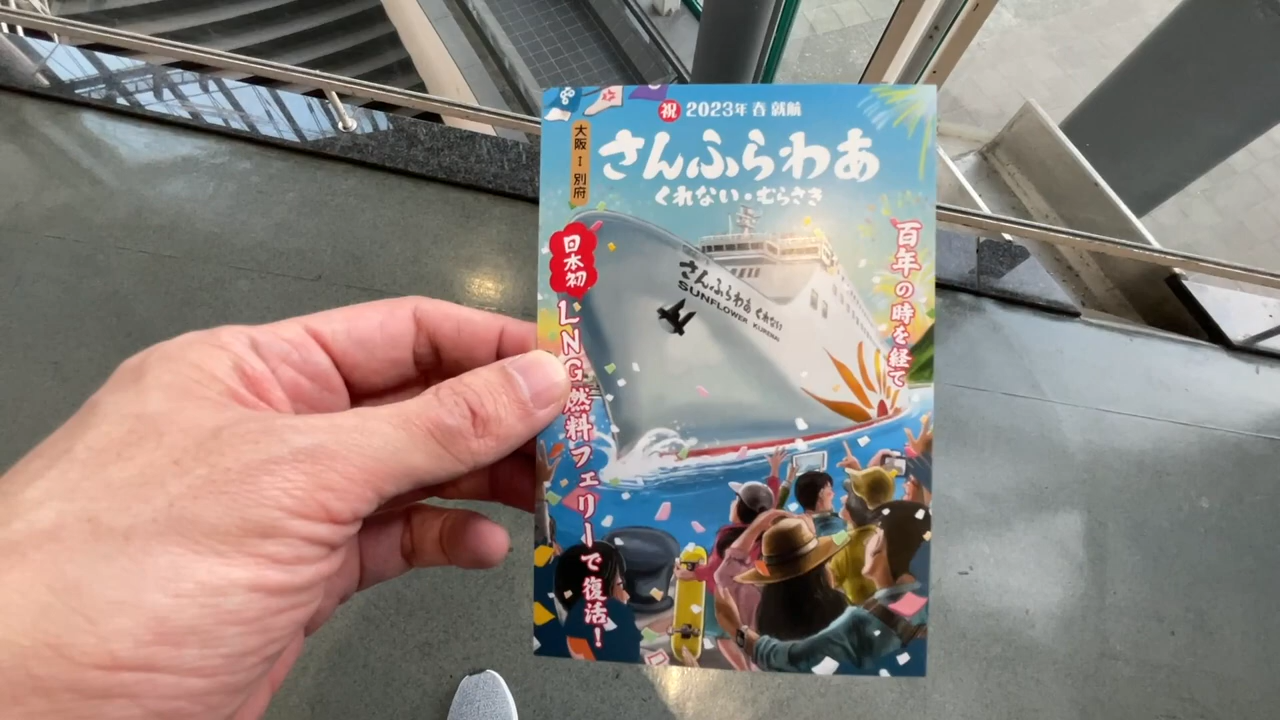 祝 2023年 春 就航
大阪 ↕ 別府
さんふらわあ
くれない・むらさき
百年の時を経て
日本初
LNG燃料フェリーで復活！
さんふらわあ くれない
SUNFLOWER KURENAI